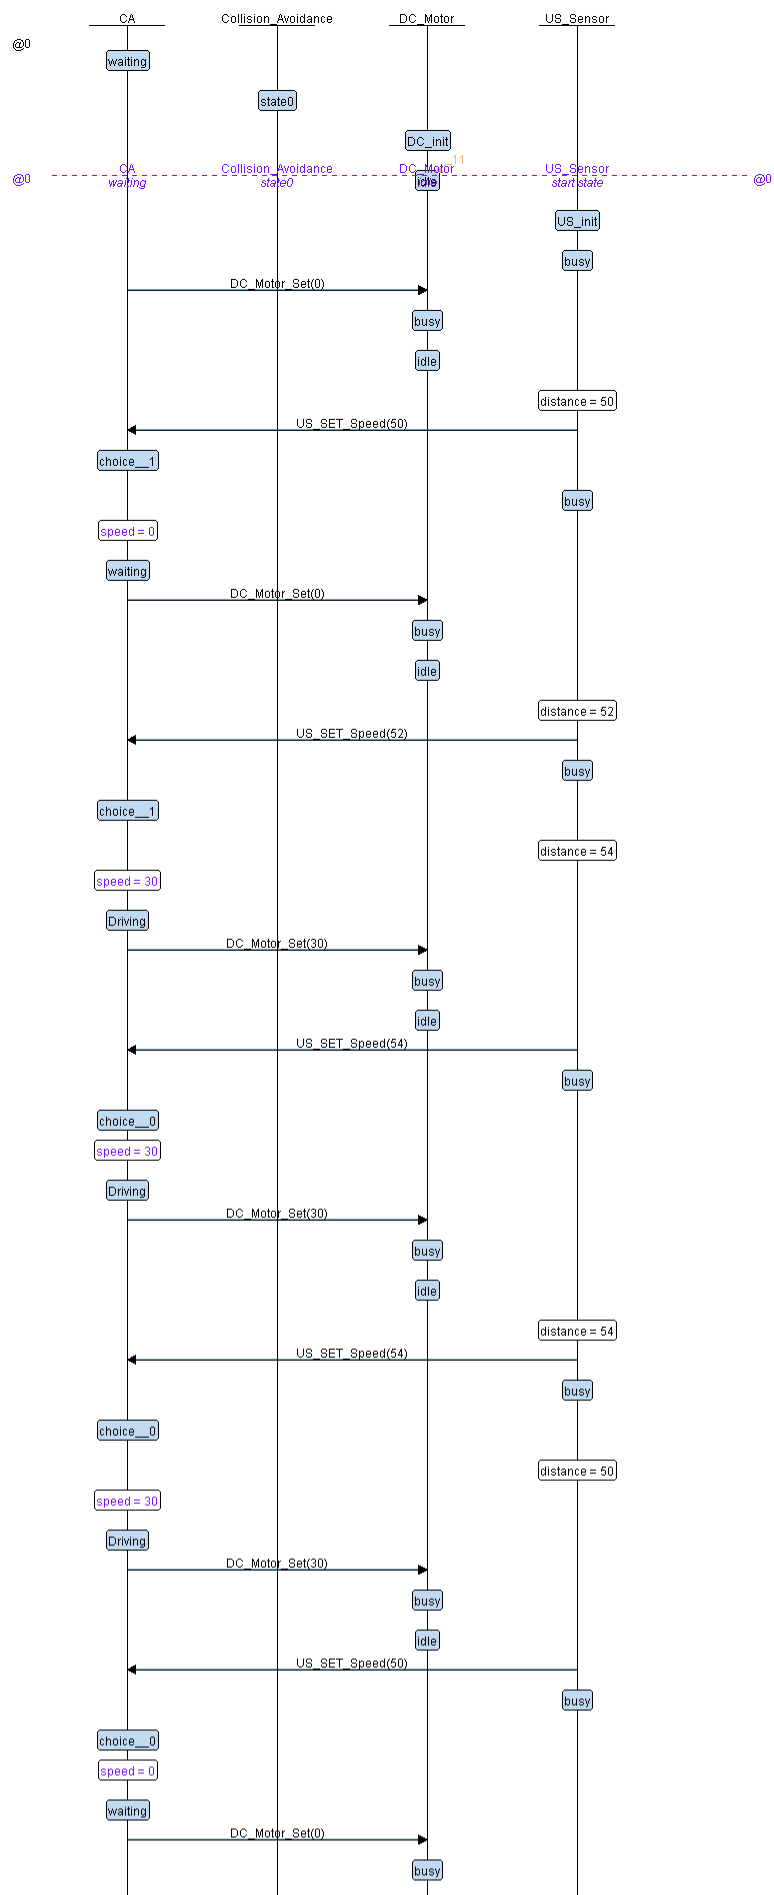 CA Collision_Avoidance DC_Motor US_Sensor
@0
waiting
state0
DC_init
_11
CA Collision_Avoidance DC_Motor US_Sensor
@0 waiting state0 idle start state @0
US_init
busy
DC_Motor_Set(0)
busy
idle
distance = 50
US_SET_Speed(50)
choice__1
busy
speed = 0
waiting
DC_Motor_Set(0)
busy
idle
distance = 52
US_SET_Speed(52)
busy
choice__1
distance = 54
speed = 30
Driving
DC_Motor_Set(30)
busy
idle
US_SET_Speed(54)
busy
choice__0
speed = 30
Driving
DC_Motor_Set(30)
busy
idle
distance = 54
US_SET_Speed(54)
busy
choice__0
distance = 50
speed = 30
Driving
DC_Motor_Set(30)
busy
idle
US_SET_Speed(50)
busy
choice__0
speed = 0
waiting
DC_Motor_Set(0)
busy